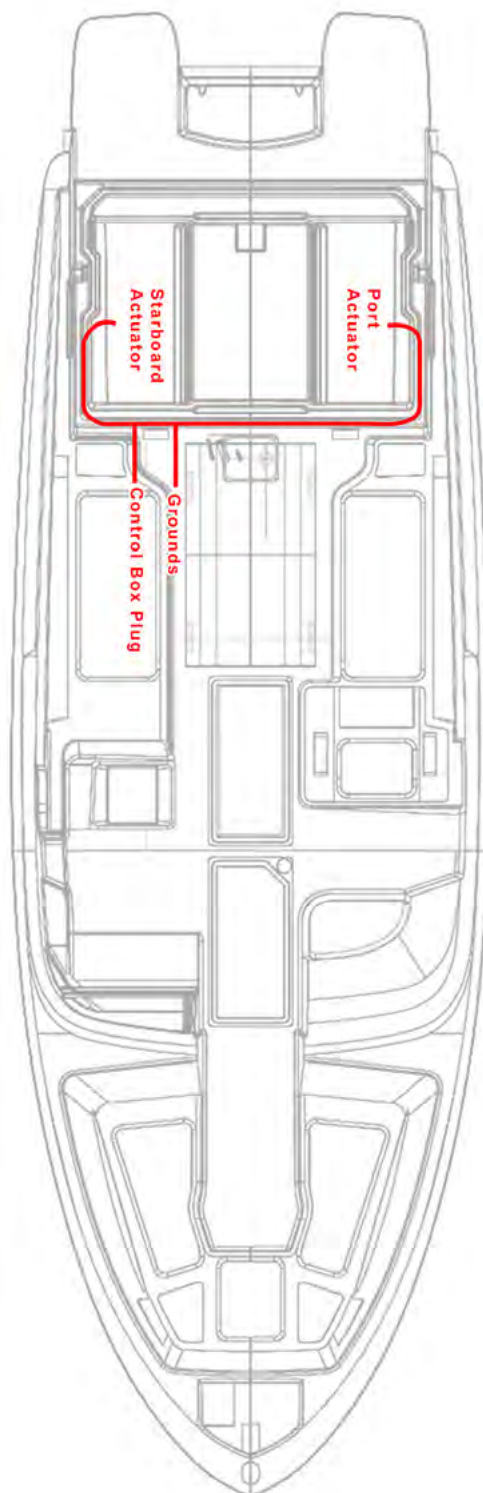 Port
Actuator
Starboard
Actuator
Grounds
Control Box Plug